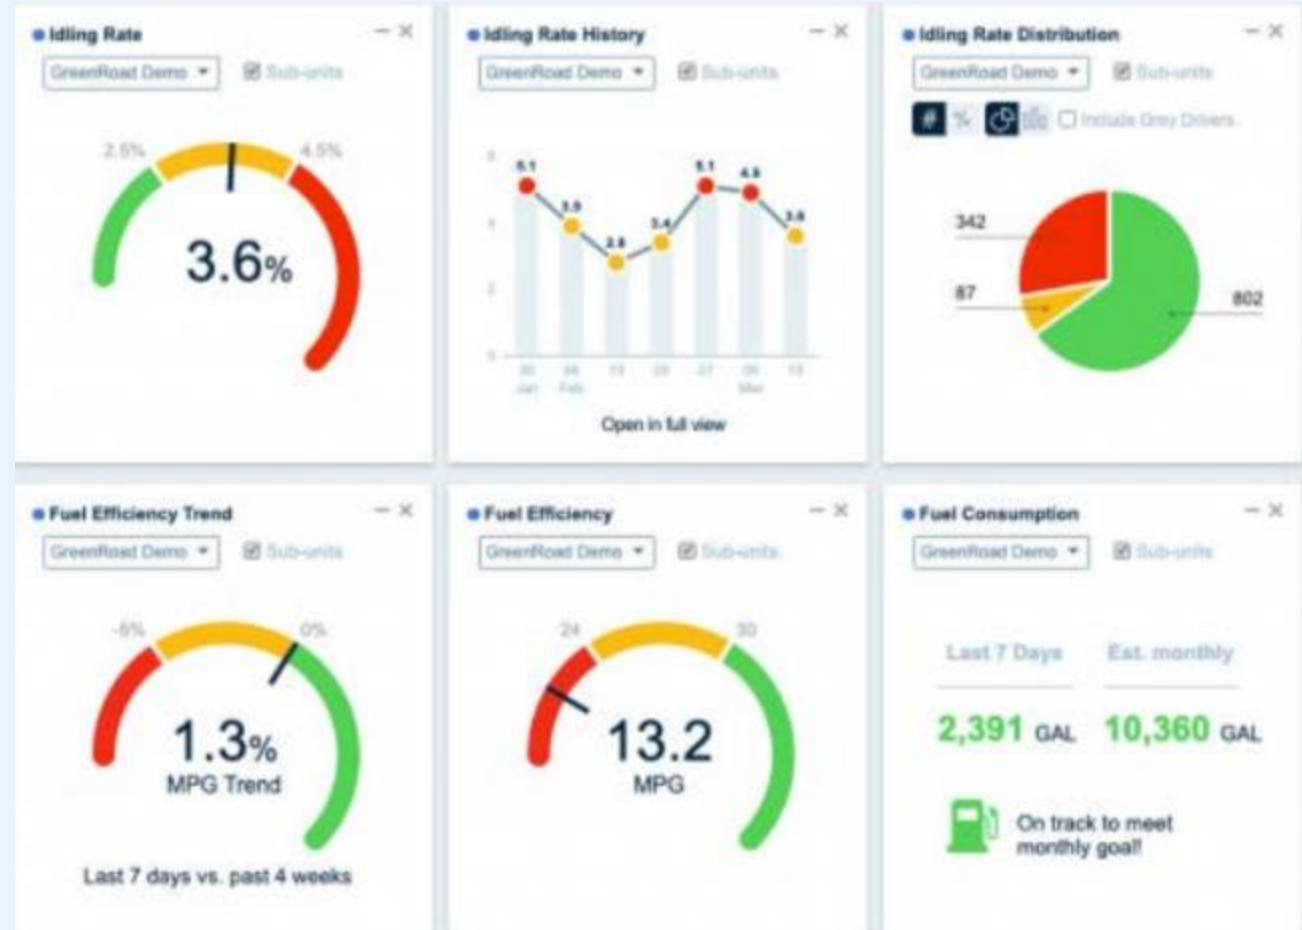 Idling Rate
GreenRoad Demo
Sub-units
2.5%
4.5%
3.6%
Idling Rate History
GreenRoad Demo
Sub-units
4
2
0
5.1
3.9
2.8
3.4
5.1
3.6
Jan
Feb
Mar
Open in full view
Idling Rate Distribution
GreenRoad Demo
Sub-units
# %
Include Grey Drivers
342
87
802
Fuel Efficiency Trend
GreenRoad Demo
Sub-units
0%
1.3%
MPG Trend
Last 7 days vs. past 4 weeks
Fuel Efficiency
GreenRoad Demo
Sub-units
24
30
13.2
MPG
Fuel Consumption
GreenRoad Demo
Sub-units
Last 7 Days
Est. monthly
2,391 GAL
10,360 GAL
On track to meet
monthly goal!